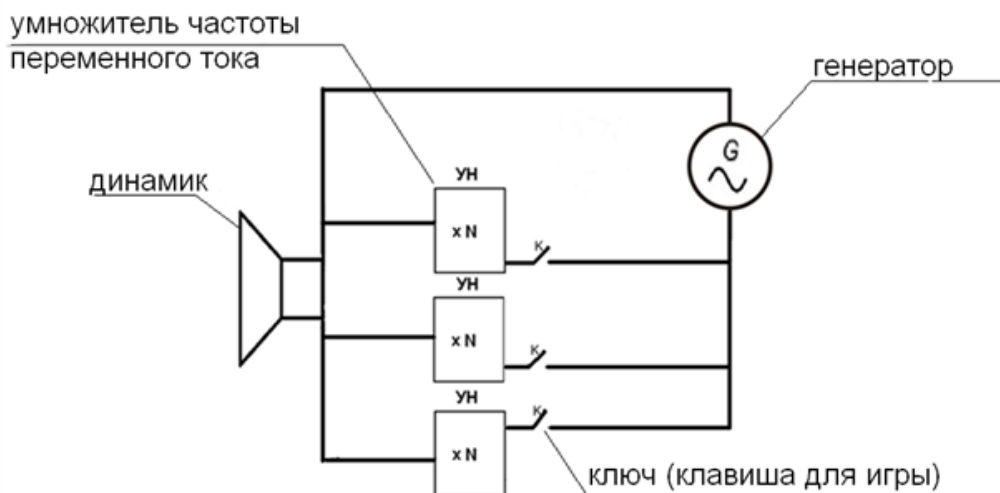 умножитель частоты
переменного тока
генератор
G
динамик
УН
x N
К
УН
x N
К
УН
x N
К
ключ (клавиша для игры)